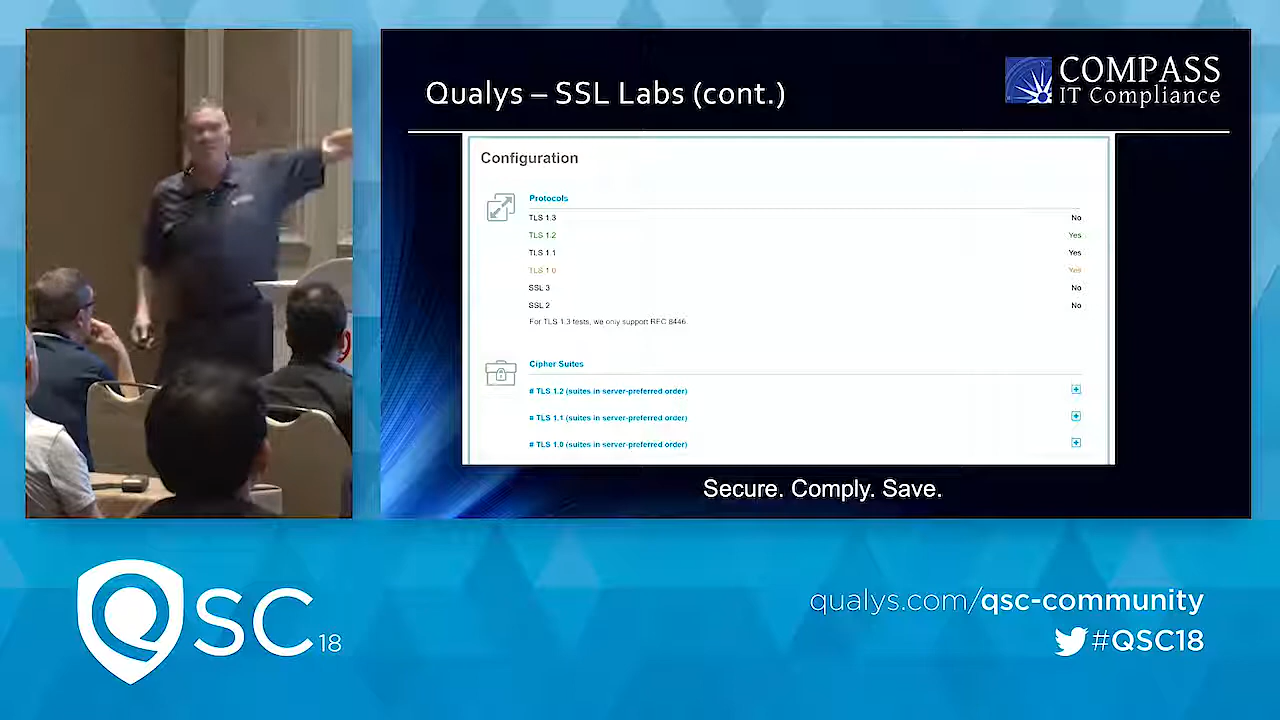 Qualys – SSL Labs (cont.)
COMPASS
IT Compliance
Configuration
Protocols
TLS 1.3 No
TLS 1.2 Yes
TLS 1.1 Yes
TLS 1.0 Yes
SSL 3 No
SSL 2 No
For TLS 1.3 tests, we only support RFC 8446.
Cipher Suites
# TLS 1.2 (suites in server-preferred order)
# TLS 1.1 (suites in server-preferred order)
# TLS 1.0 (suites in server-preferred order)
Secure. Comply. Save.
QSC 18
qualys.com/qsc-community
#QSC18